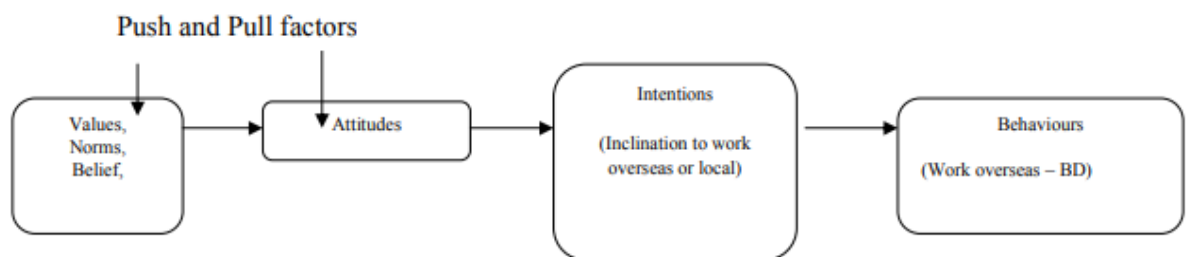 Push and Pull factors
Values,
Norms,
Belief,
Attitudes
Intentions
(Inclination to work
overseas or local)
Behaviours
(Work overseas – BD)